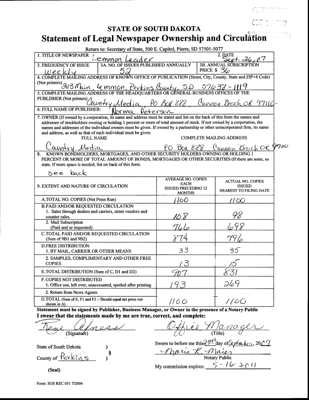 STATE OF SOUTH DAKOTA
Statement of Legal Newspaper Ownership and Circulation
Return to: Secretary of State, 500 E. Capitol, Pierre, SD 57501-5077
1. TITLE OF NEWSPAPER
Lemmon Leader
2. DATE
Sept. 26, 07
3. FREQUENCY OF ISSUE
Weekly
3A. NO. OF ISSUES PUBLISHED ANNUALLY
52
3B. ANNUAL SUBSCRIPTION PRICE $ 36
4. COMPLETE MAILING ADDRESS OF KNOWN OFFICE OF PUBLICATION (Street, City, County, State and ZIP+4 Code)
(Not printers)
Main, Lemmon, Perkins County, SD 57638-1119
5. COMPLETE MAILING ADDRESS OF THE HEADQUARTERS OR GENERAL BUSINESS OFFICES OF THE
PUBLISHER (Not printer)
Country Media PO Box 888 Cannon Beach OR 97110
6. FULL NAME OF PUBLISHER:
Norma Peterson
7. OWNER (If owned by a corporation, its name and address must be stated and list on the back of this form the names and
addresses of stockholders owning or holding 1 percent or more of total amount of stock. If not owned by a corporation, the
names and addresses of the individual owners must be given. If owned by a partnership or other unincorporated firm, its name
and address, as well as that of each individual must be given.
FULL NAME
COMPLETE MAILING ADDRESS
Country Media
PO Box 888 Cannon Beach OR 97110
8. KNOWN BONDHOLDERS, MORTGAGEES, AND OTHER SECURITY HOLDERS OWNING OR HOLDING 1
PERCENT OR MORE OF TOTAL AMOUNT OF BONDS, MORTGAGES OR OTHER SECURITIES (If there are none, so
state. If more space is needed, list on back of this form.
See back
9. EXTENT AND NATURE OF CIRCULATION
AVERAGE NO. COPIES EACH ISSUED PRECEDING 12 MONTHS
ACTUAL NO. COPIES ISSUED NEAREST TO FILING DATE
A. TOTAL NO. COPIES (Net Press Run)
1100
1100
B. PAID AND/OR REQUESTED CIRCULATION
1. Sales through dealers and carriers, street vendors and
counter sales.
108
98
2. Mail Subscription
(Paid and or requested)
766
698
C. TOTAL PAID AND/OR REQUESTED CIRCULATION
(Sum of 9B1 and 9B2)
874
796
D. FREE DISTRIBUTION
1. BY MAIL, CARRIER OR OTHER MEANS
33
35
2. SAMPLES, COMPLIMENTARY AND OTHER FREE
COPIES
15
E. TOTAL DISTRIBUTION (Sum of C, D1 and D2)
907
831
F. COPIES NOT DISTRIBUTED
1. Office use, left over, unaccounted, spoiled after printing
193
269
2. Return from News Agents
G. TOTAL (Sum of E, F1 and F2 - Should equal net press run
shown in A)
1100
1100
Statement must be signed by Publisher, Business Manager, or Owner in the presence of a Notary Public
I swear that the statements made by me are true, correct, and complete:
Office Manager
(Signature)
(Title)
State of South Dakota )
§
County of Perkins )
Sworn to before me this day of September, 2007
Notary Public
(Seal)
My commission expires: 5-16-2011
Form: SOS REC 051 7/2004